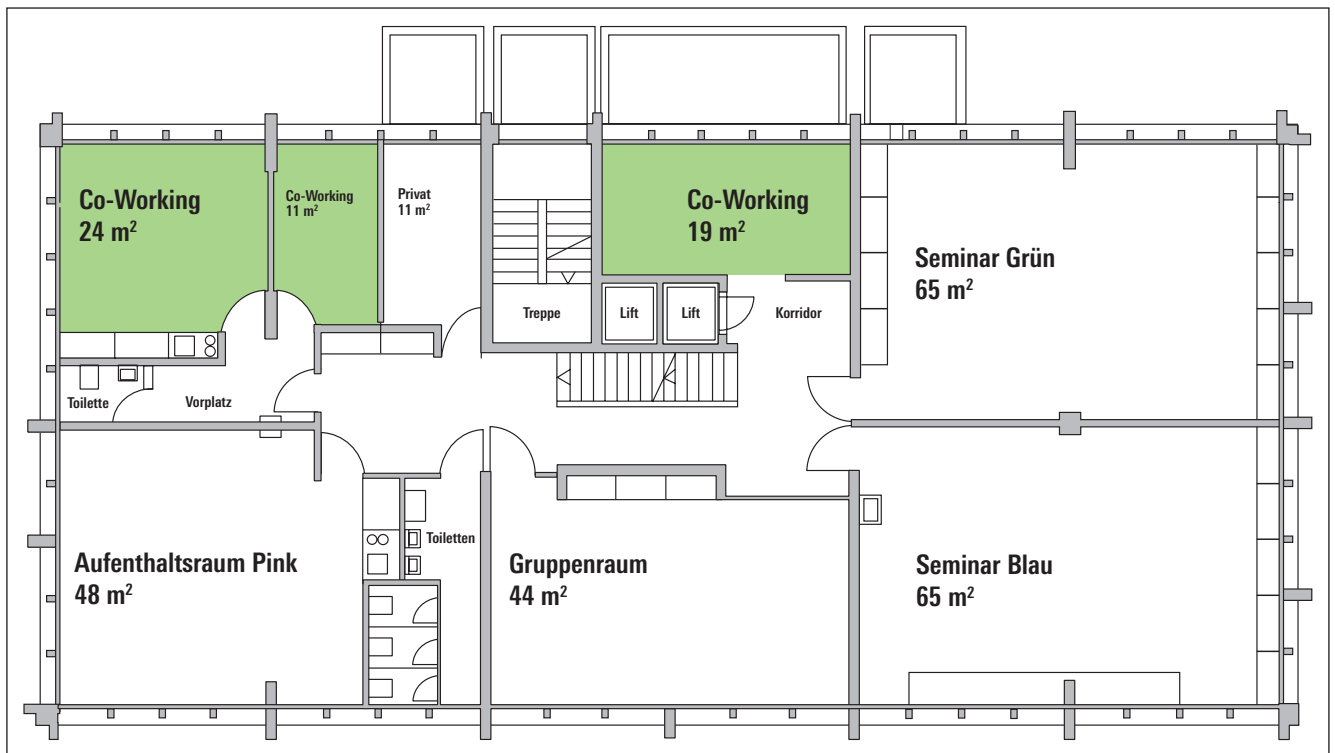 Co-Working
24 m²
Co-Working
11 m²
Privat
11 m²
Co-Working
19 m²
Seminar Grün
65 m²
Treppe
Lift
Lift
Korridor
Toilette
Vorplatz
Aufenthaltsraum Pink
48 m²
Toiletten
Gruppenraum
44 m²
Seminar Blau
65 m²